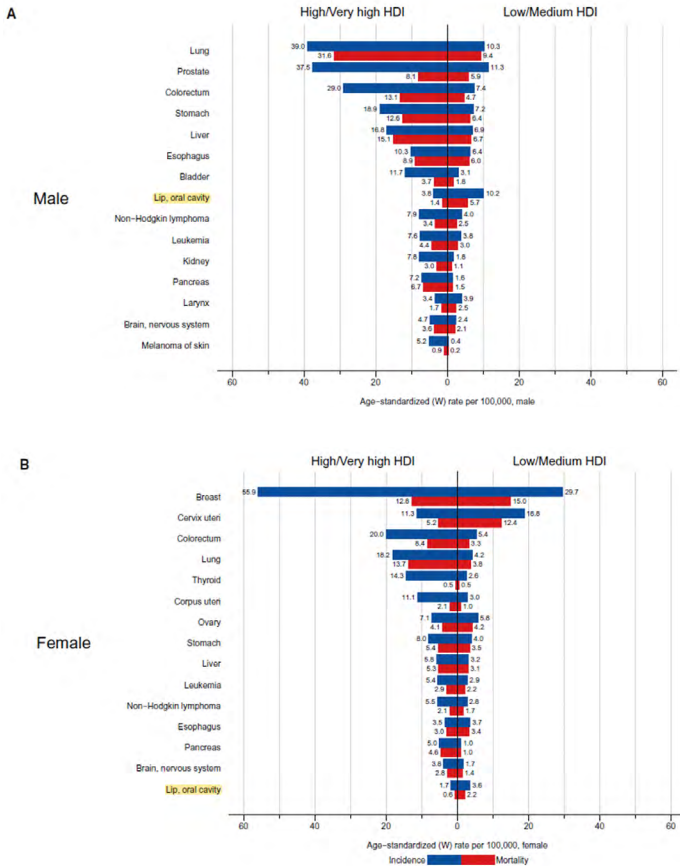 A
High/Very high HDI Low/Medium HDI
Lung 39.0 10.3
31.6 9.4
Prostate 37.5 11.3
8.1 5.9
Colorectum 29.0 7.4
13.1 4.7
Stomach 18.9 7.2
12.6 6.4
Liver 16.8 6.9
15.1 6.7
Esophagus 10.3 6.4
8.9 6.0
Bladder 11.7 3.1
3.7 1.8
Male
Lip, oral cavity 3.8 10.2
1.4 5.7
Non-Hodgkin lymphoma 7.9 4.0
3.4 2.5
Leukemia 7.6 3.8
4.4 3.0
Kidney 7.8 1.8
3.0 1.1
Pancreas 7.2 1.6
6.7 1.5
Larynx 3.4 3.9
1.7 2.5
Brain, nervous system 4.7 2.4
3.6 2.1
Melanoma of skin 5.2 0.4
0.9 0.2
60 40 20 0 20 40 60
Age-standardized (W) rate per 100,000, male
B
High/Very high HDI Low/Medium HDI
Breast 55.9 29.7
12.8 15.0
Cervix uteri 11.3 18.8
5.2 12.4
Colorectum 20.0 5.4
8.4 3.3
Lung 18.2 4.2
13.7 3.8
Thyroid 14.3 2.6
0.5 0.5
Corpus uteri 11.1 3.0
2.1 1.0
Ovary 7.1 5.8
4.1 4.2
Female
Stomach 8.0 4.0
5.4 3.5
Liver 5.8 3.2
5.3 3.1
Leukemia 5.4 2.9
2.9 2.2
Non-Hodgkin lymphoma 5.5 2.8
2.1 1.7
Esophagus 3.5 3.7
3.0 3.4
Pancreas 5.0 1.0
4.6 1.0
Brain, nervous system 3.8 1.7
2.8 1.4
Lip, oral cavity 1.7 3.6
0.6 2.2
60 40 20 0 20 40 60
Age-standardized (W) rate per 100,000, female
Incidence Mortality